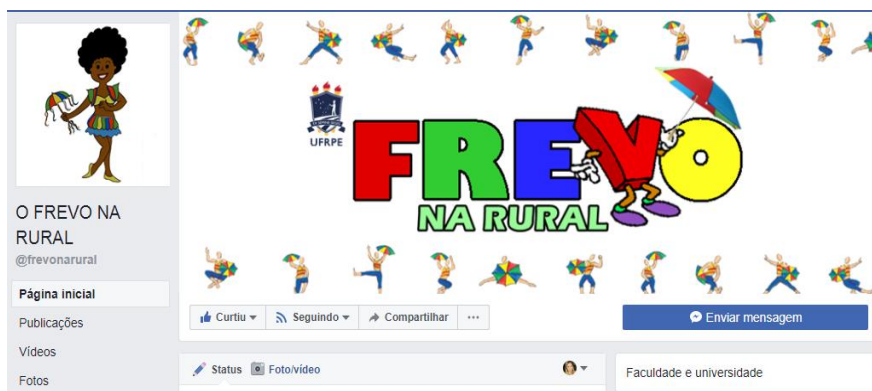 UFRPE
FREVO
NA RURAL
O FREVO NA
RURAL
@frevonarural
Página inicial
Publicações
Vídeos
Fotos
Curtiu Seguindo Compartilhar ...
Enviar mensagem
Status Foto/vídeo
Faculdade e universidade